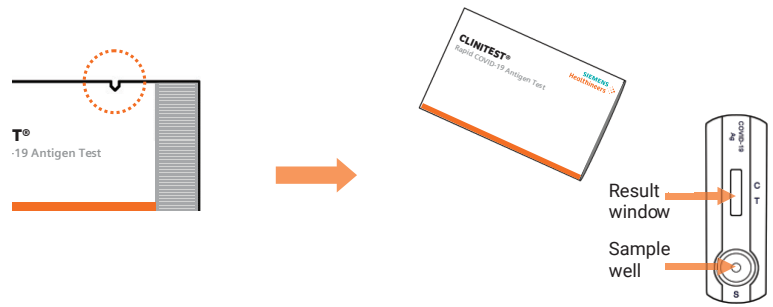 T®
-19 Antigen Test
CLINITEST®
Rapid COVID-19 Antigen Test
SIEMENS
Healthineers
COVID-19
Ag
C
T
Result
window
Sample
well
S